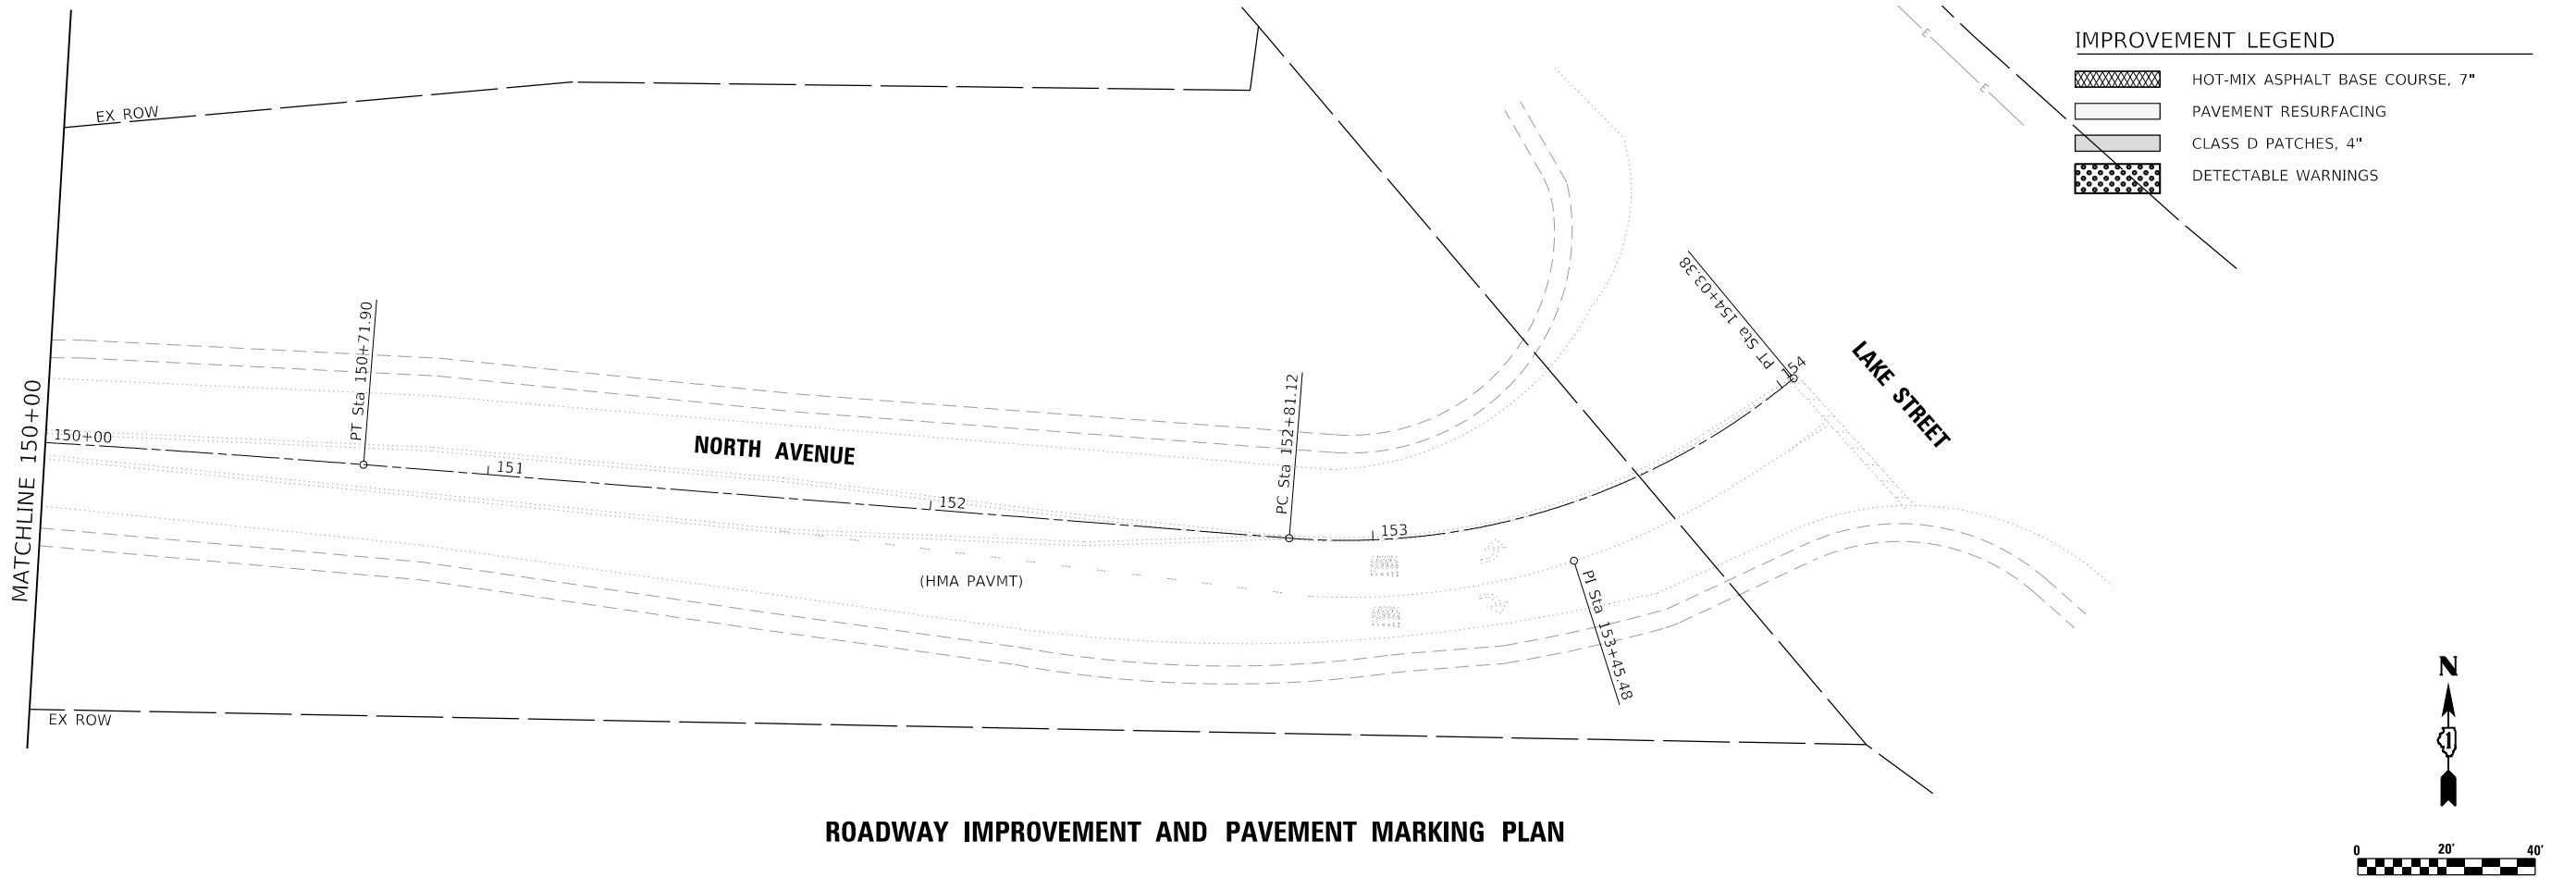 IMPROVEMENT LEGEND
HOT-MIX ASPHALT BASE COURSE, 7"
PAVEMENT RESURFACING
CLASS D PATCHES, 4"
DETECTABLE WARNINGS
E
E
EX ROW
MATCHLINE 150+00
150+00
PT Sta 150+71.90
151
NORTH AVENUE
152
PC Sta 152+81.12
153
PT Sta 154+03.38
154
LAKE STREET
(HMA PAVMT)
PI Sta 153+45.48
EX ROW
N
1
ROADWAY IMPROVEMENT AND PAVEMENT MARKING PLAN
0 20' 40'